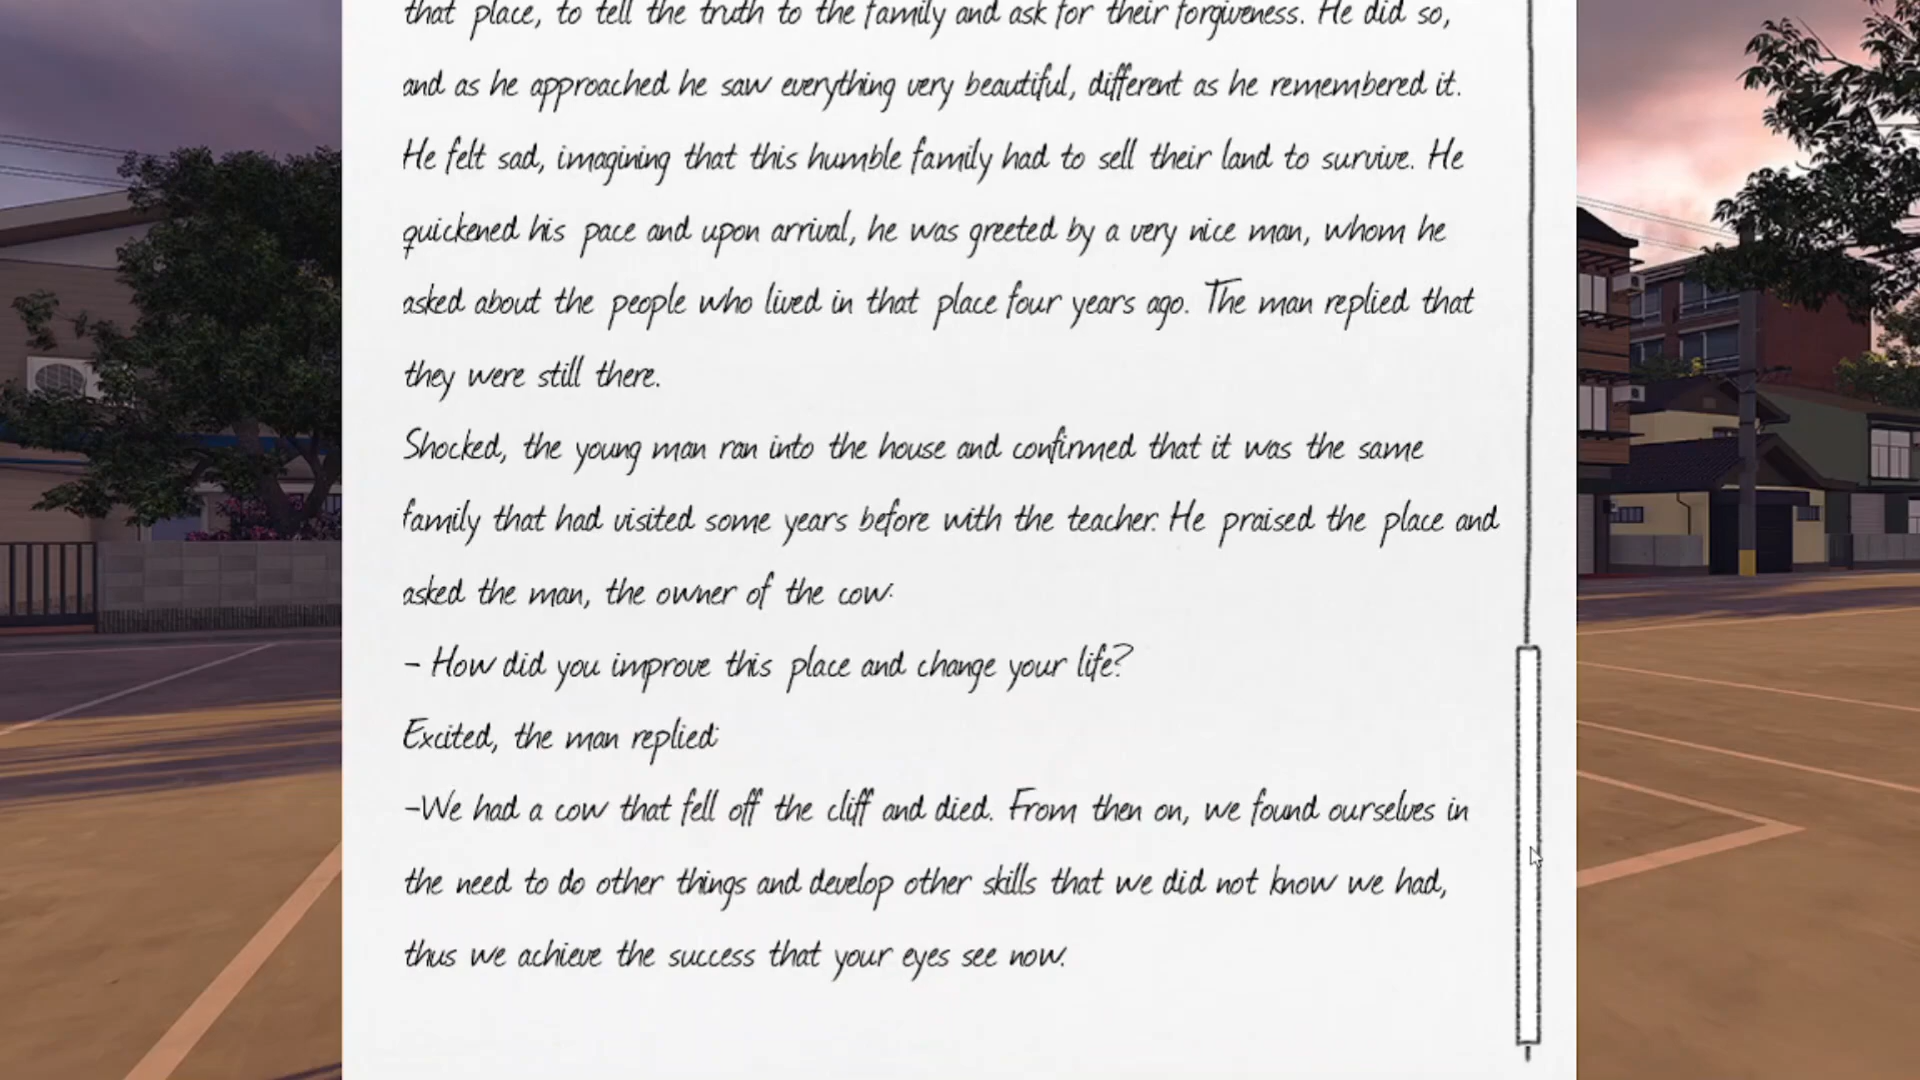 that place, to tell the truth to the family and ask for their forgiveness. He did so,
and as he approached he saw everything very beautiful, different as he remembered it.
He felt sad, imagining that this humble family had to sell their land to survive. He
quickened his pace and upon arrival, he was greeted by a very nice man, whom he
asked about the people who lived in that place four years ago. The man replied that
they were still there.
Shocked, the young man ran into the house and confirmed that it was the same
family that had visited some years before with the teacher. He praised the place and
asked the man, the owner of the cow:
- How did you improve this place and change your life?
Excited, the man replied:
-We had a cow that fell off the cliff and died. From then on, we found ourselves in
the need to do other things and develop other skills that we did not know we had,
thus we achieve the success that your eyes see now.